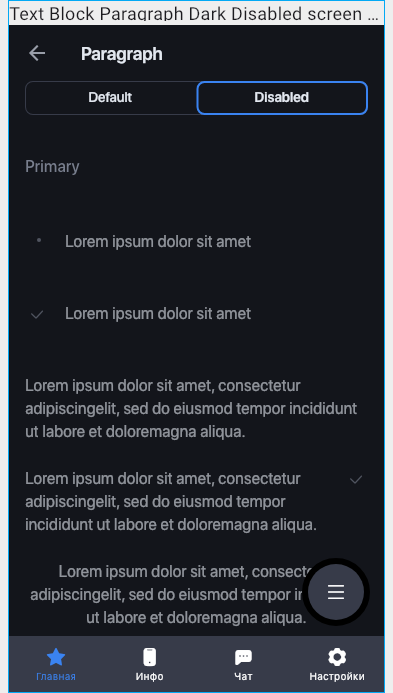 Text Block Paragraph Dark Disabled screen ...
Paragraph
Default
Disabled
Primary
Lorem ipsum dolor sit amet
Lorem ipsum dolor sit amet
Lorem ipsum dolor sit amet, consectetur
adipiscingelit, sed do eiusmod tempor incididunt
ut labore et doloremagna aliqua.
Lorem ipsum dolor sit amet, consectetur
adipiscingelit, sed do eiusmod tempor
incididunt ut labore et doloremagna aliqua.
Lorem ipsum dolor sit amet, consect
adipiscingelit, sed do eiusmod tempor in
ut labore et doloremagna aliqua.
Главная
Инфо
Чат
Настройки